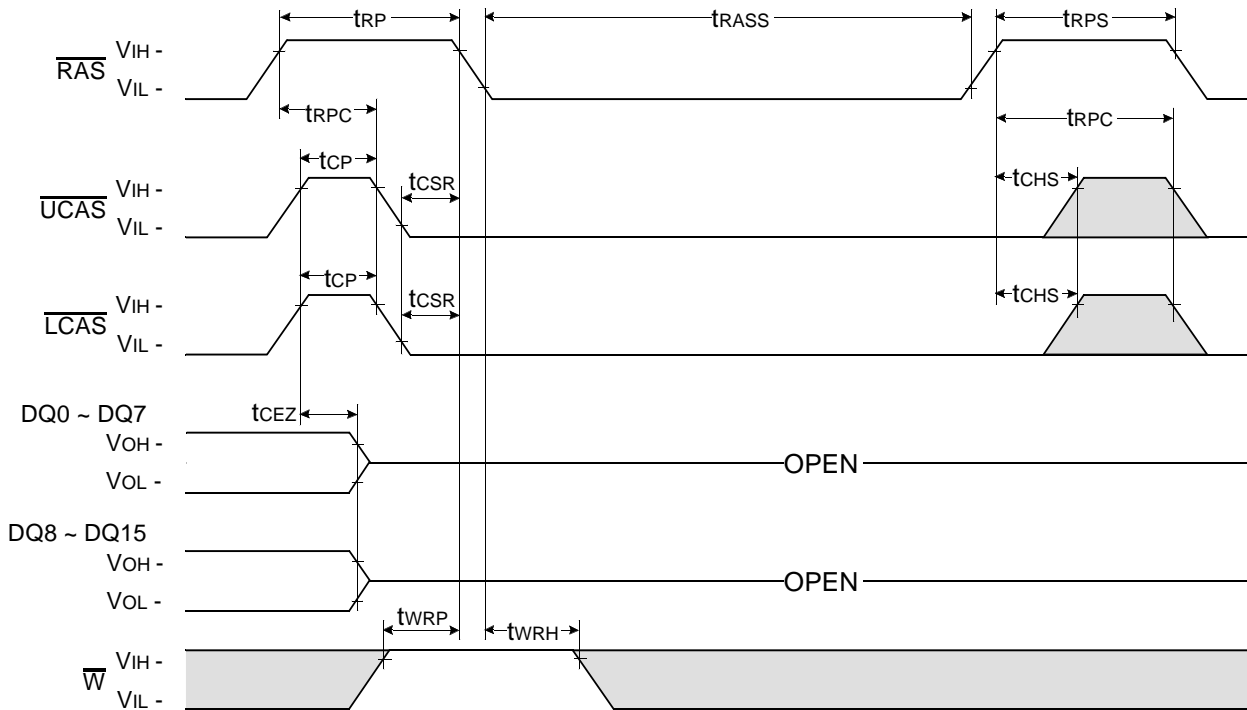 tRP
tRASS
tRPS
RAS
VIH -
VIL -
tRPC
tRPC
tCP
tCSR
tCHS
UCAS
VIH -
VIL -
tCP
tCSR
tCHS
LCAS
VIH -
VIL -
DQ0 ~ DQ7
tCEZ
VOH -
VOL -
OPEN
DQ8 ~ DQ15
VOH -
VOL -
OPEN
tWRP
tWRH
W
VIH -
VIL -